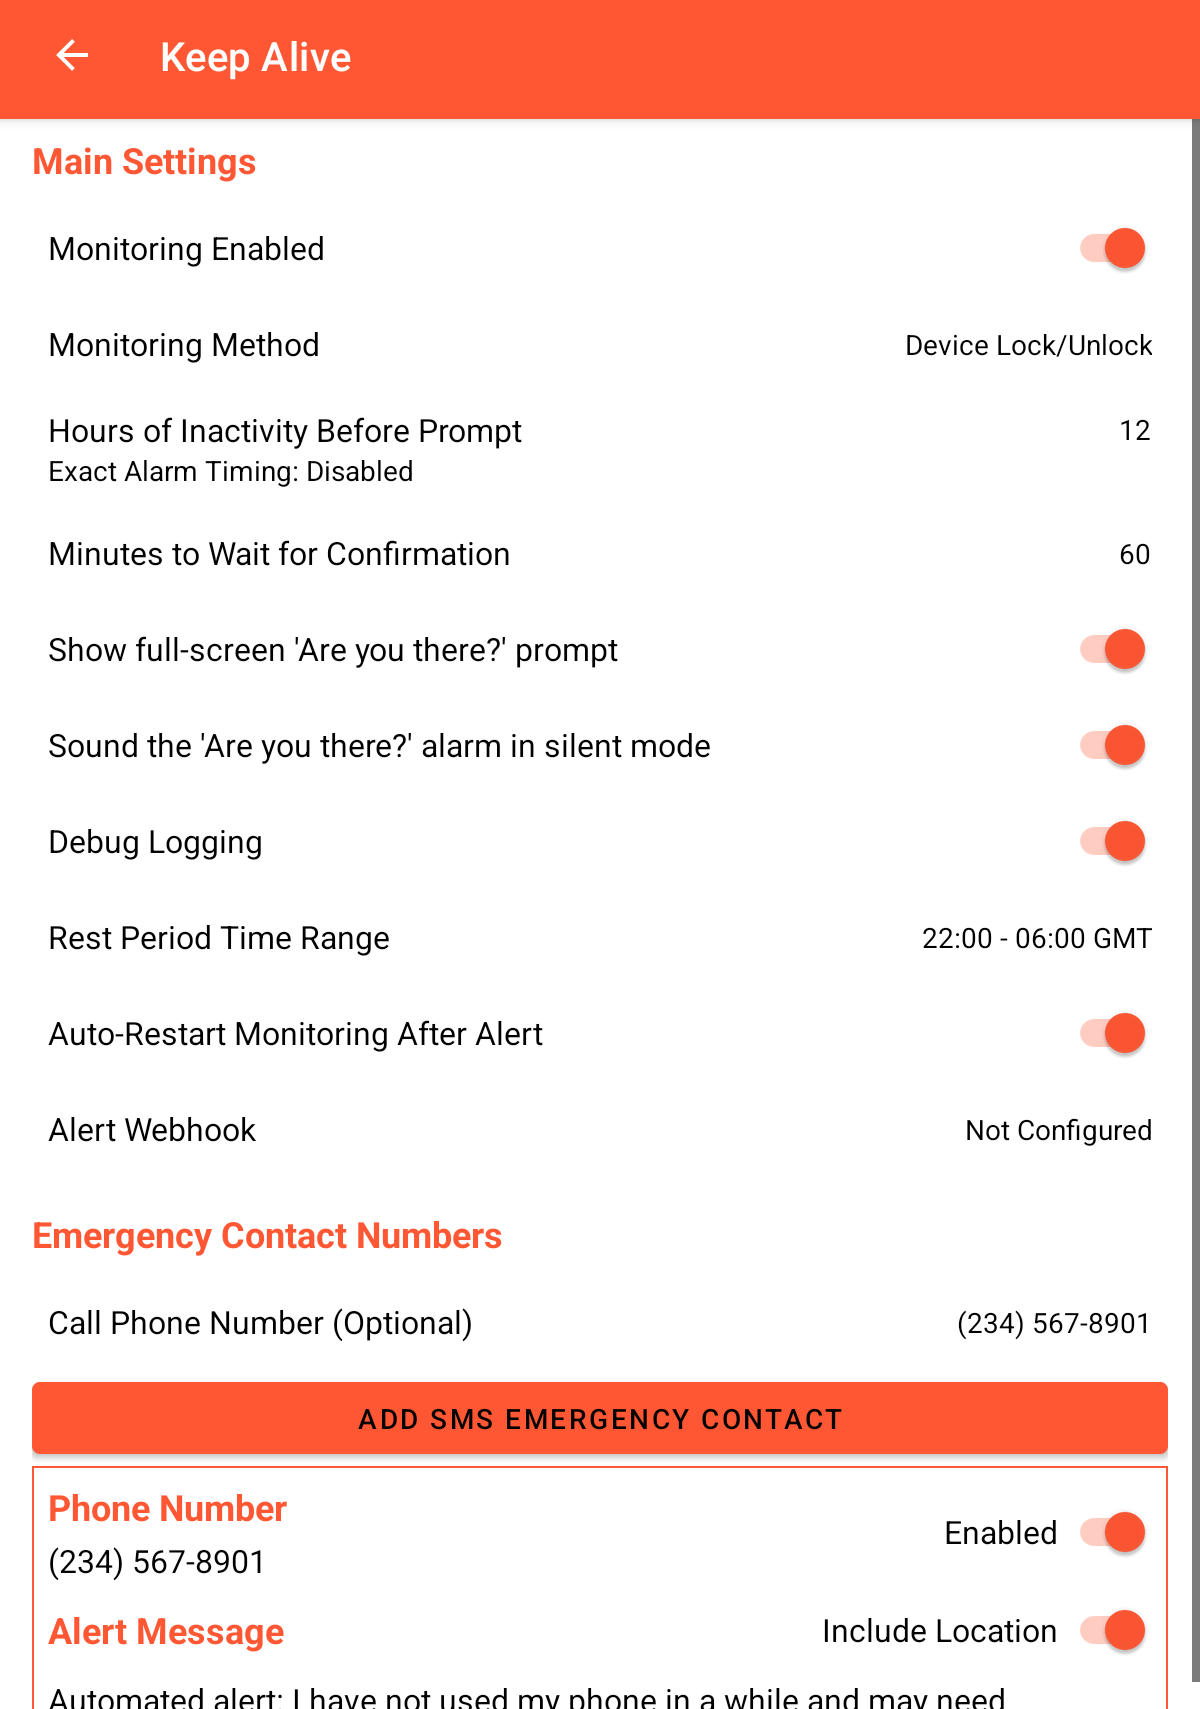 Keep Alive
Main Settings
Monitoring Enabled
Monitoring Method Device Lock/Unlock
Hours of Inactivity Before Prompt 12
Exact Alarm Timing: Disabled
Minutes to Wait for Confirmation 60
Show full-screen 'Are you there?' prompt
Sound the 'Are you there?' alarm in silent mode
Debug Logging
Rest Period Time Range 22:00 - 06:00 GMT
Auto-Restart Monitoring After Alert
Alert Webhook Not Configured
Emergency Contact Numbers
Call Phone Number (Optional) (234) 567-8901
ADD SMS EMERGENCY CONTACT
Phone Number
Enabled
(234) 567-8901
Alert Message Include Location
Automated alert: I have not used my phone in a while and may need